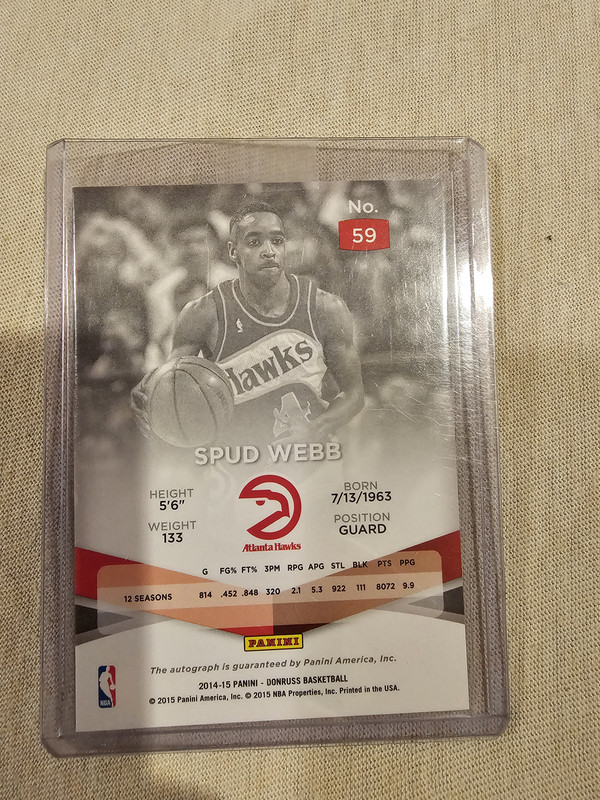 No.
59
Hawks
4
SPUD WEBB
HEIGHT
5'6"
WEIGHT
133
BORN
7/13/1963
POSITION
GUARD
Atlanta Hawks
G FG% FT% 3PM RPG APG STL BLK PTS PPG
12 SEASONS 814 .452 .848 320 2.1 5.3 922 111 8072 9.9
PANINI
The autograph is guaranteed by Panini America, Inc.
2014-15 PANINI - DONRUSS BASKETBALL
© 2015 Panini America, Inc. © 2015 NBA Properties, Inc. Printed in the USA.
NBA